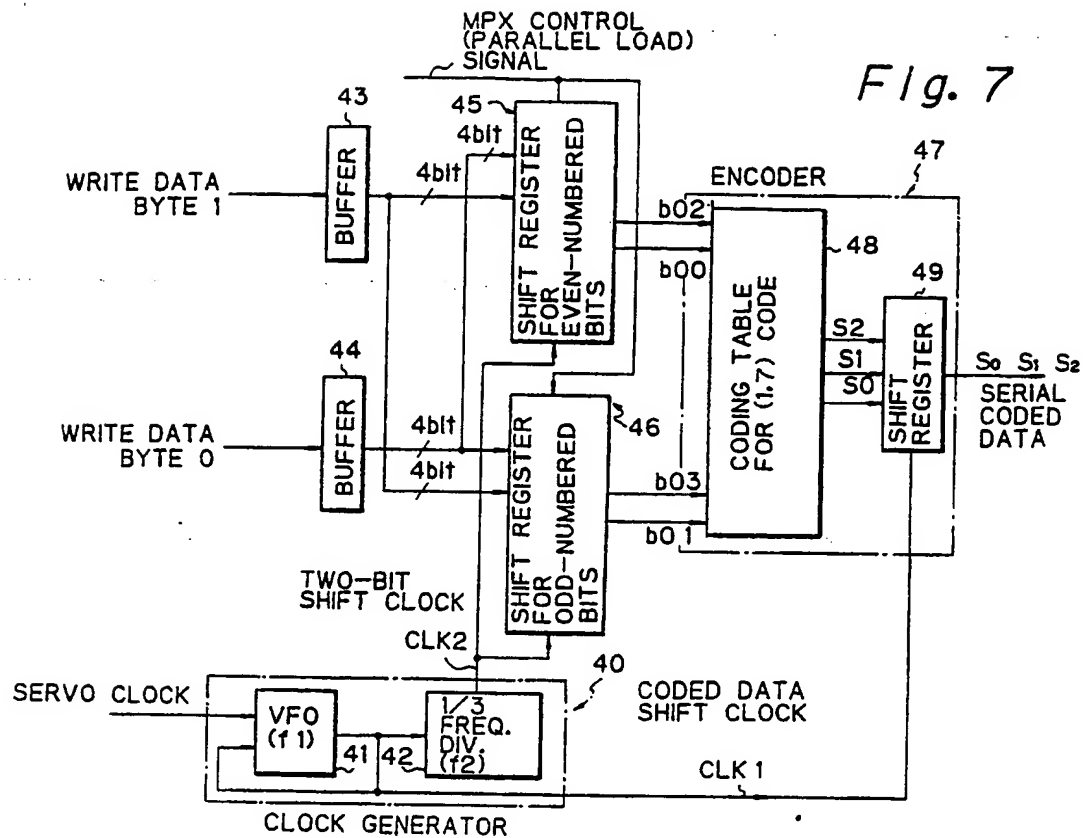 MPX CONTROL
(PARALLEL LOAD)
SIGNAL
Fig. 7
43
BUFFER
WRITE DATA
BYTE 1
4bit
4bit
45
SHIFT REGISTER
FOR
EVEN-NUMBERED
BITS
ENCODER
47
b02
b00
CODING TABLE
FOR (1.7) CODE
48
S2
S1
S0
49
SHIFT
REGISTER
S0 S1 S2
SERIAL
CODED
DATA
44
BUFFER
WRITE DATA
BYTE 0
4bit
4bit
46
SHIFT REGISTER
FOR
ODD-NUMBERED
BITS
b03
b01
TWO-BIT
SHIFT CLOCK
CLK2
SERVO CLOCK
VFO
(f1)
41
42
1/3
FREQ.
DIV.
(f2)
40
CODED DATA
SHIFT CLOCK
CLK1
CLOCK GENERATOR